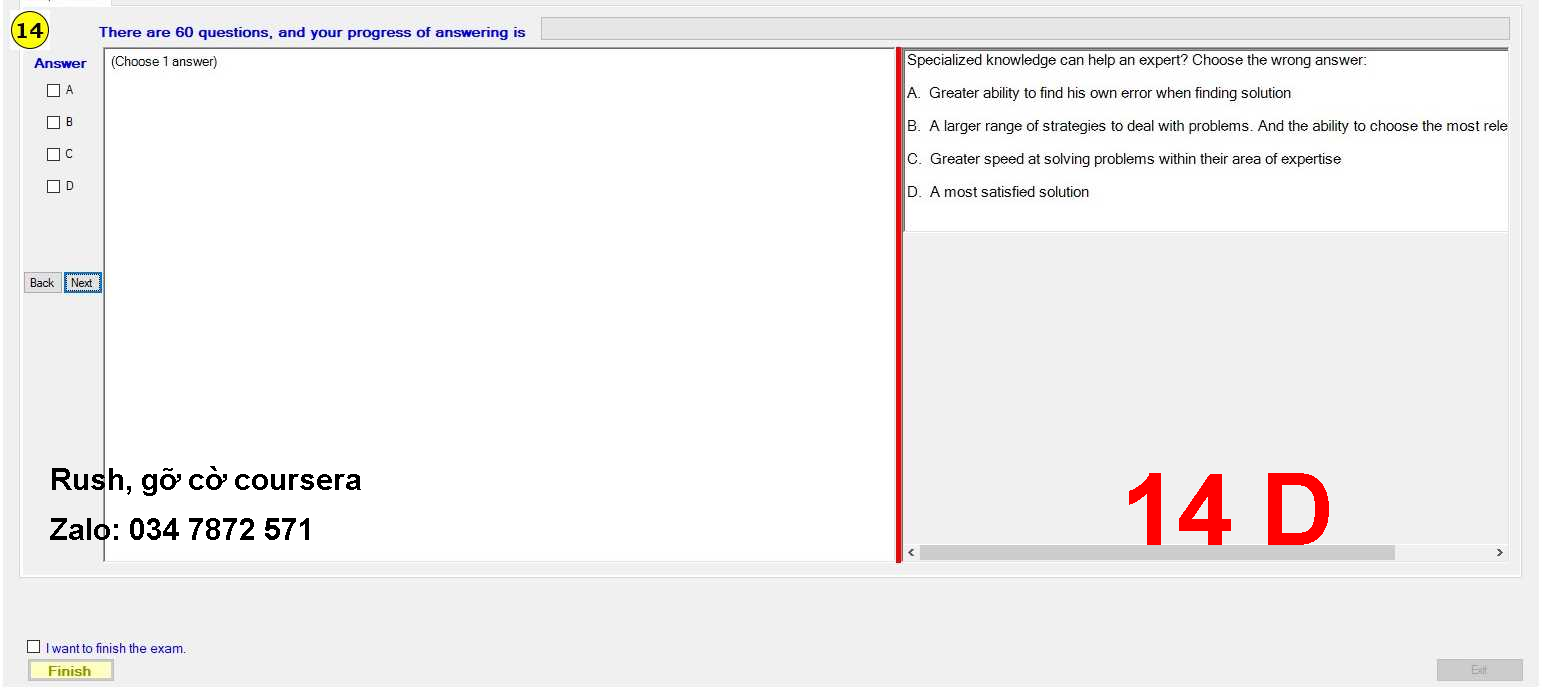 14
There are 60 questions, and your progress of answering is
Answer
A
B
C
D
Back
Next
(Choose 1 answer)
Specialized knowledge can help an expert? Choose the wrong answer:
A. Greater ability to find his own error when finding solution
B. A larger range of strategies to deal with problems. And the ability to choose the most rele
C. Greater speed at solving problems within their area of expertise
D. A most satisfied solution
Rush, gỡ cờ coursera
Zalo: 034 7872 571
14 D
I want to finish the exam.
Finish
Exit